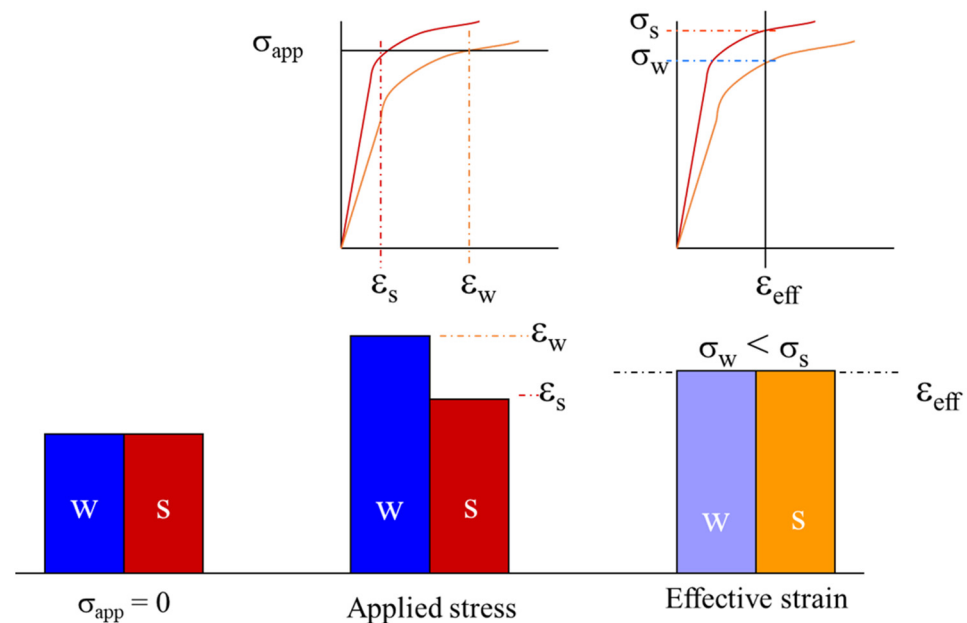 σapp
εs
εw
σs
σw
εeff
εw
εs
σw < σs
εeff
w
s
w
s
w
s
σapp = 0
Applied stress
Effective strain